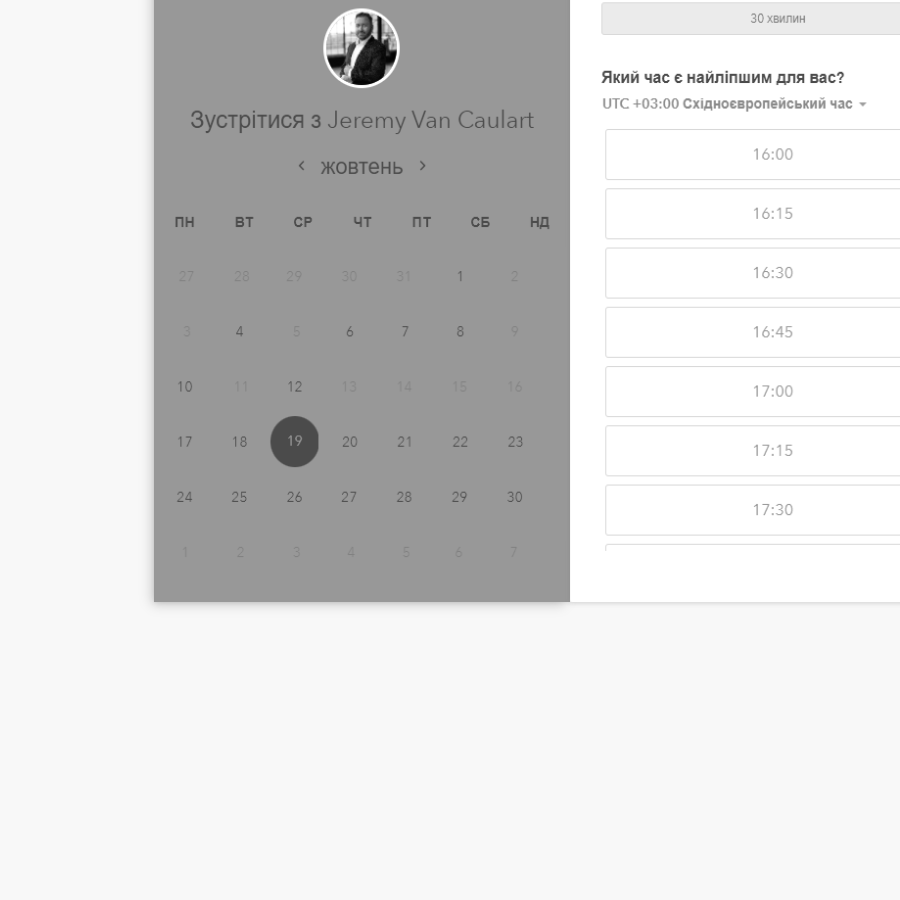 Зустрітися з Jeremy Van Caulart
жовтень
ПН ВТ СР ЧТ ПТ СБ НД
27 28 29 30 31 1 2
3 4 5 6 7 8 9
10 11 12 13 14 15 16
17 18 19 20 21 22 23
24 25 26 27 28 29 30
1 2 3 4 5 6 7
30 хвилин
Який час є найліпшим для вас?
UTC +03:00 Східноєвропейський час
16:00
16:15
16:30
16:45
17:00
17:15
17:30